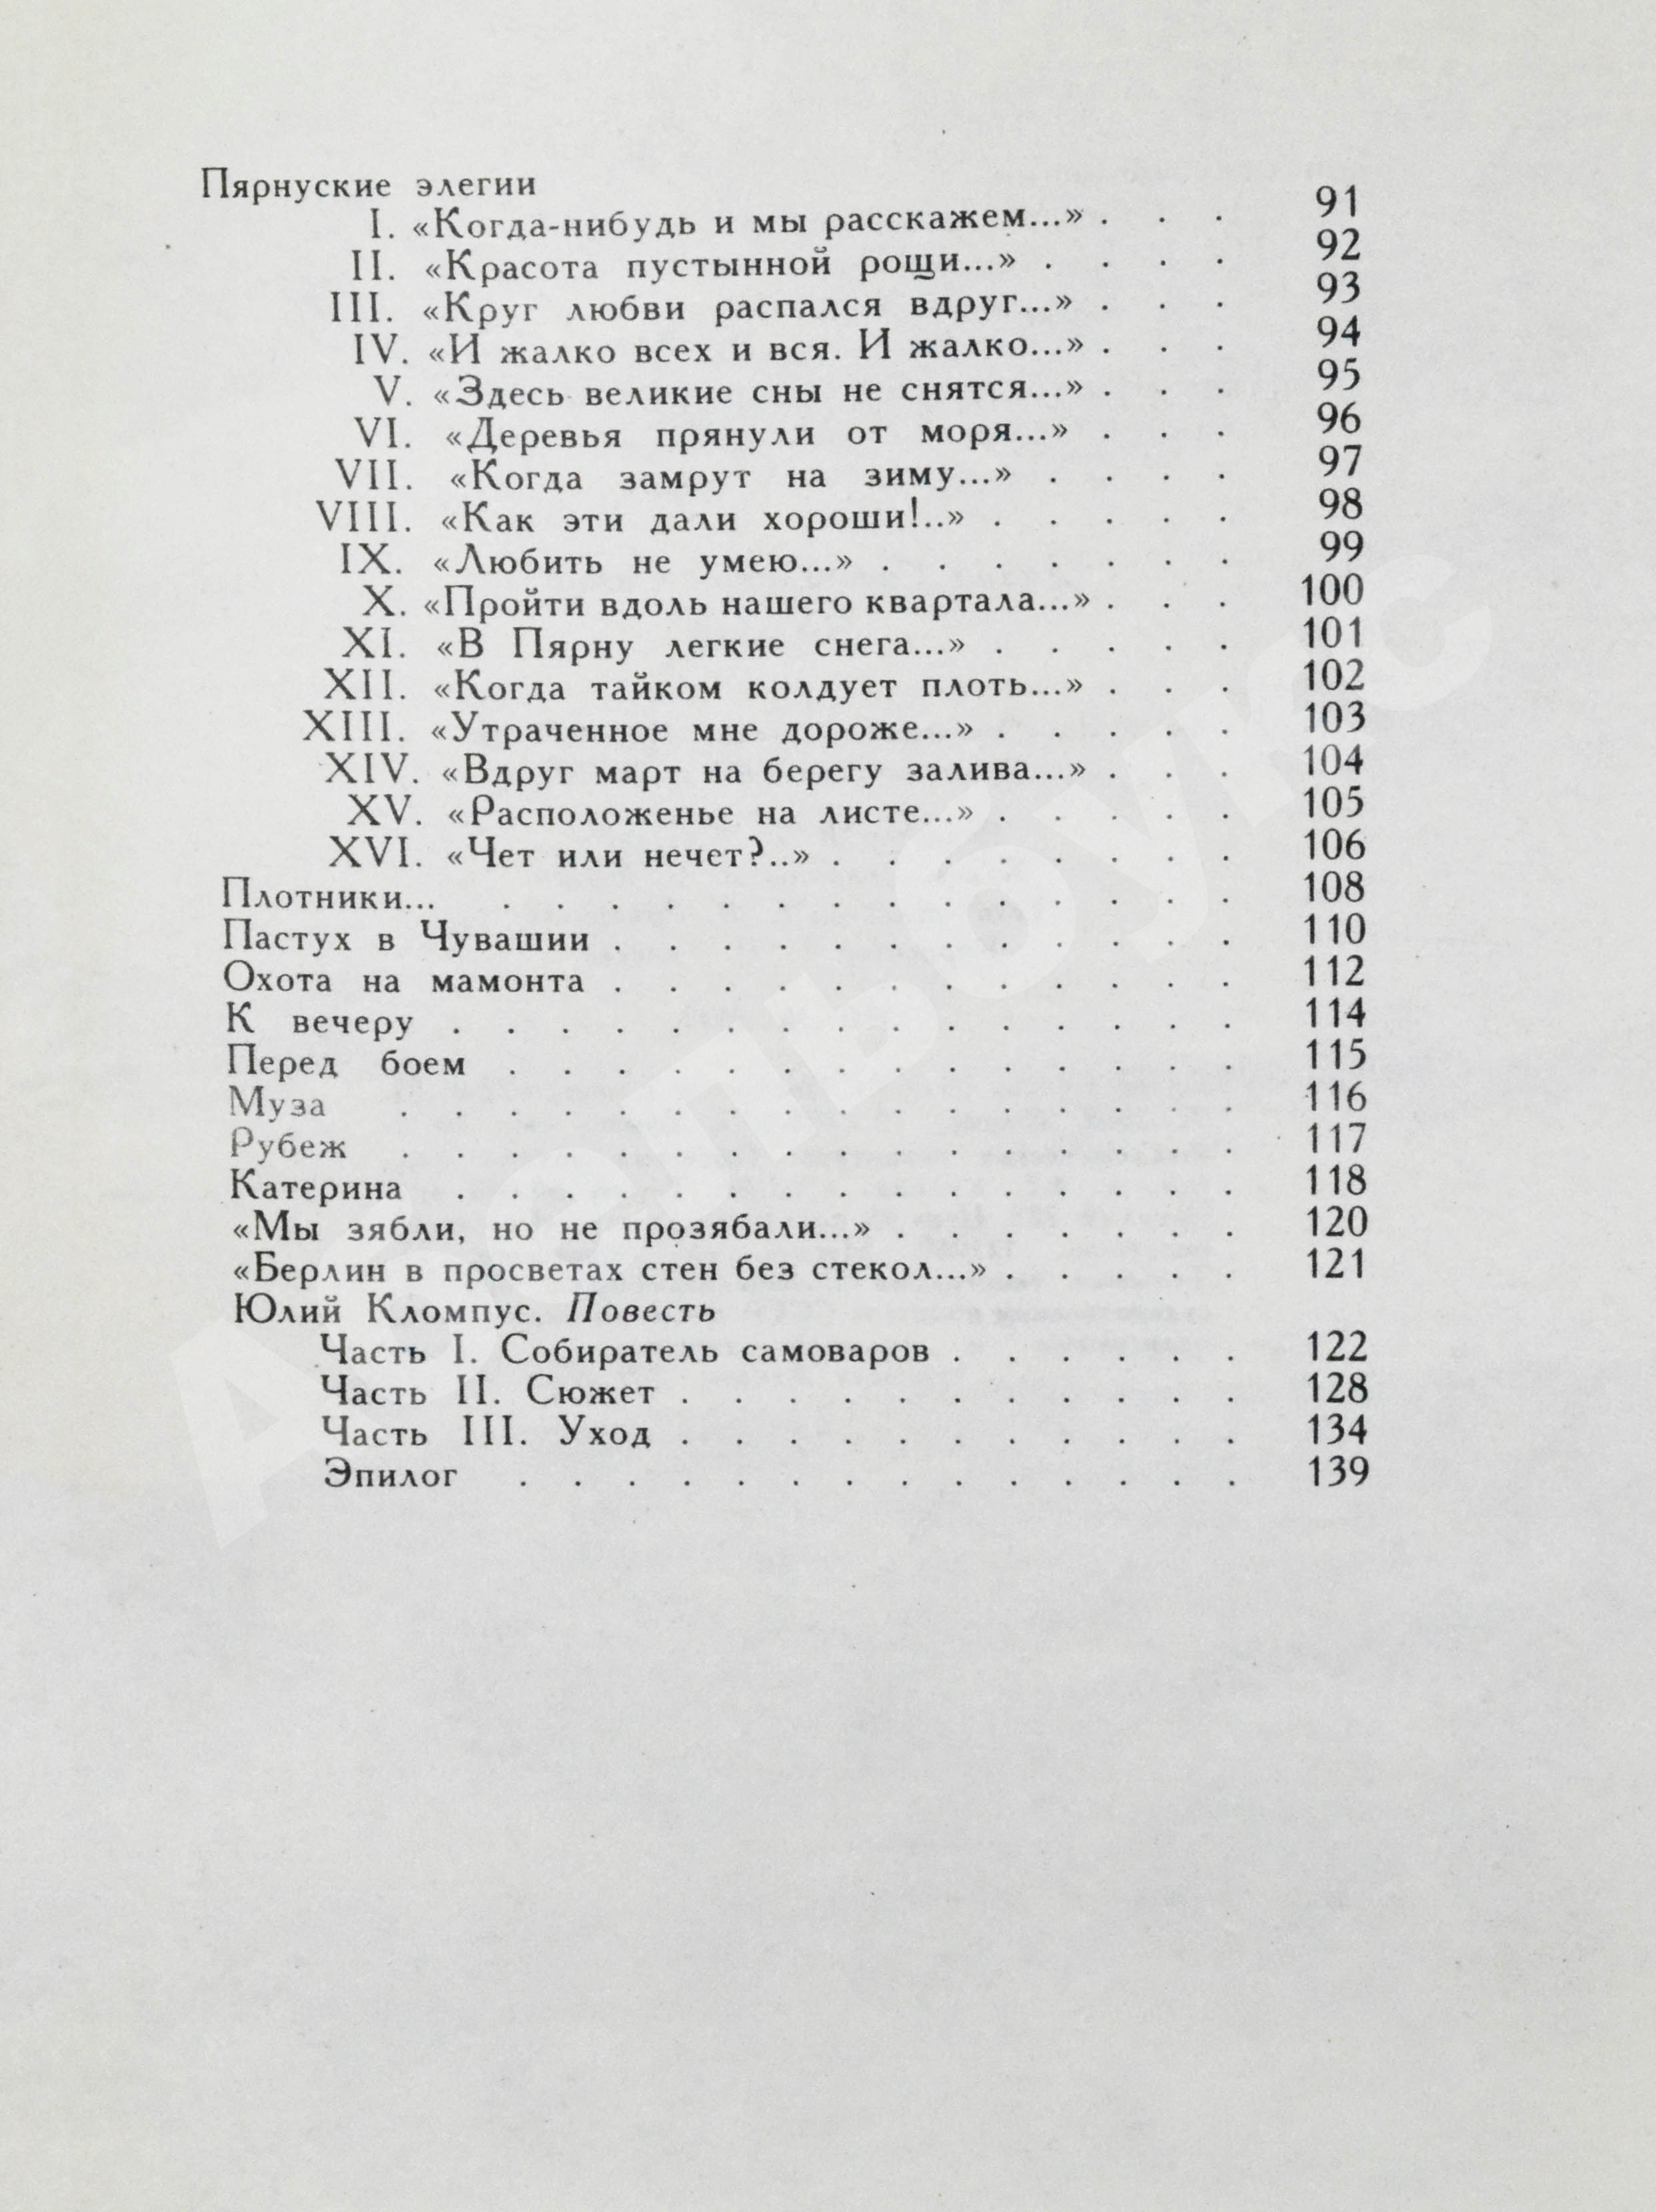 Пярнуские элегии
I. «Когда-нибудь и мы расскажем...» . . . 91
II. «Красота пустынной рощи...» . . . . 92
III. «Круг любви распался вдруг...» . . . 93
IV. «И жалко всех и вся. И жалко...» . . . 94
V. «Здесь великие сны не снятся...» . . . 95
VI. «Деревья прянули от моря...» . . . 96
VII. «Когда замрут на зиму...» . . . . 97
VIII. «Как эти дали хороши!..» . . . . . 98
IX. «Любить не умею...» . . . . . . . 99
X. «Пройти вдоль нашего квартала...» . . . 100
XI. «В Пярну легкие снега...» . . . . . 101
XII. «Когда тайком колдует плоть...» . . . 102
XIII. «Утраченное мне дороже...» . . . . . 103
XIV. «Вдруг март на берегу залива...» . . . 104
XV. «Расположенье на листе...» . . . . . 105
XVI. «Чет или нечет?..» . . . . . . . . 106
Плотники... . . . . . . . . . . . . . . 108
Пастух в Чувашии . . . . . . . . . . . . 110
Охота на мамонта . . . . . . . . . . . . 112
К вечеру . . . . . . . . . . . . . . . 114
Перед боем . . . . . . . . . . . . . . 115
Муза . . . . . . . . . . . . . . . . 116
Рубеж . . . . . . . . . . . . . . . . 117
Катерина . . . . . . . . . . . . . . . 118
«Мы зябли, но не прозябали...» . . . . . . . 120
«Берлин в просветах стен без стекол...» . . . . . 121
Юлий Кломпус. Повесть
Часть I. Собиратель самоваров . . . . . . 122
Часть II. Сюжет . . . . . . . . . . . 128
Часть III. Уход . . . . . . . . . . . 134
Эпилог . . . . . . . . . . . . . . 139